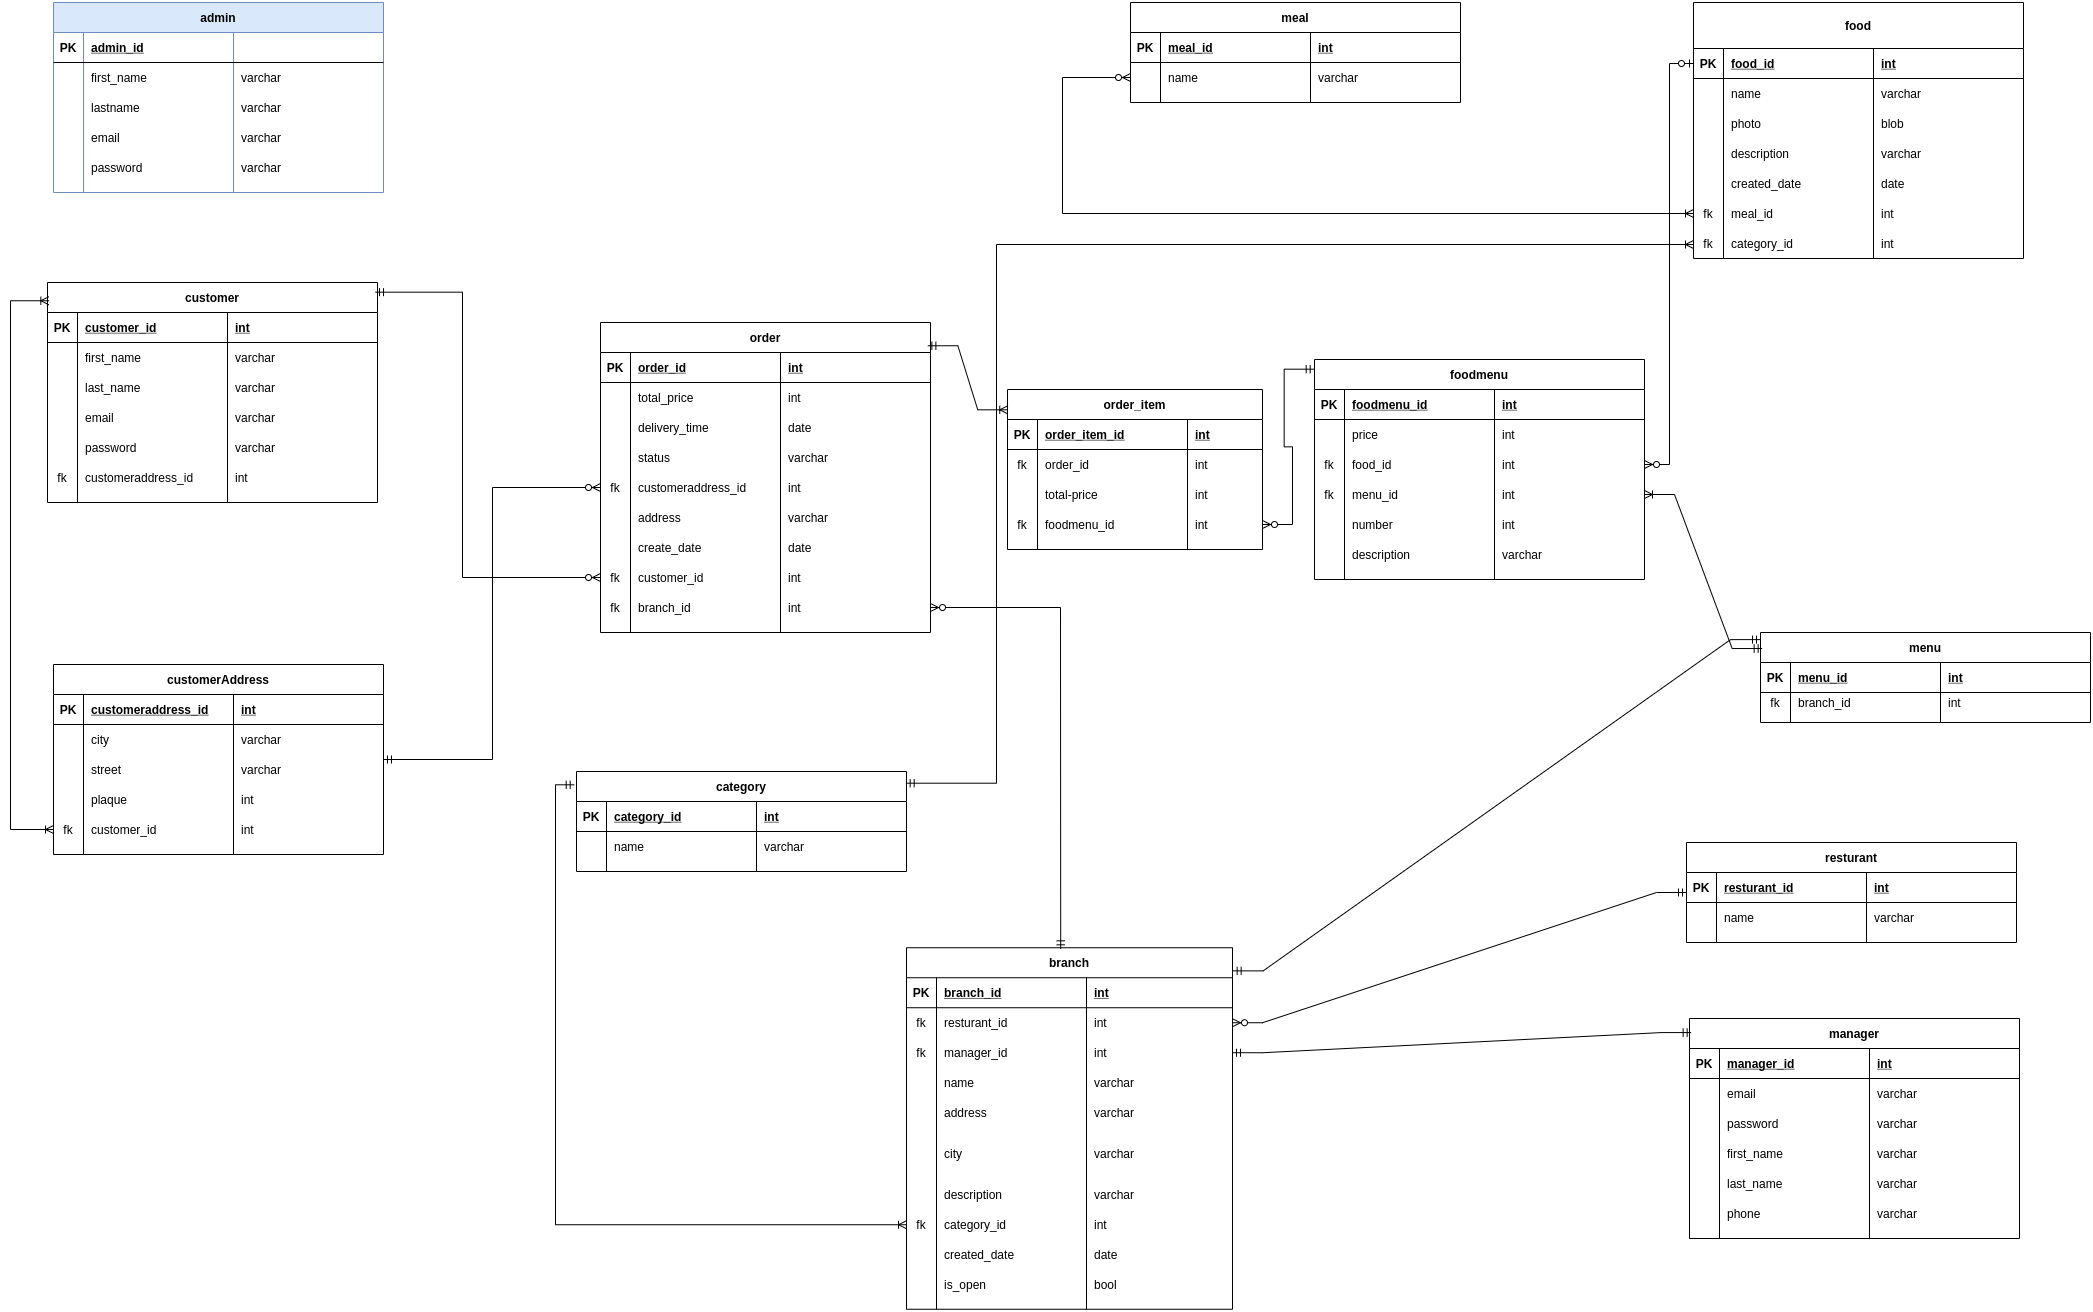 admin
PK admin_id
first_name varchar
lastname varchar
email varchar
password varchar
meal
PK meal_id int
name varchar
food
PK food_id int
name varchar
photo blob
description varchar
created_date date
fk meal_id int
fk category_id int
customer
PK customer_id int
first_name varchar
last_name varchar
email varchar
password varchar
fk customeraddress_id int
order
PK order_id int
total_price int
delivery_time date
status varchar
fk customeraddress_id int
address varchar
create_date date
fk customer_id int
fk branch_id int
order_item
PK order_item_id int
fk order_id int
total-price int
fk foodmenu_id int
foodmenu
PK foodmenu_id int
price int
fk food_id int
fk menu_id int
number int
description varchar
menu
PK menu_id int
fk branch_id int
customerAddress
PK customeraddress_id int
city varchar
street varchar
plaque int
fk customer_id int
category
PK category_id int
name varchar
resturant
PK resturant_id int
name varchar
branch
PK branch_id int
fk resturant_id int
fk manager_id int
name varchar
address varchar
city varchar
description varchar
fk category_id int
created_date date
is_open bool
manager
PK manager_id int
email varchar
password varchar
first_name varchar
last_name varchar
phone varchar